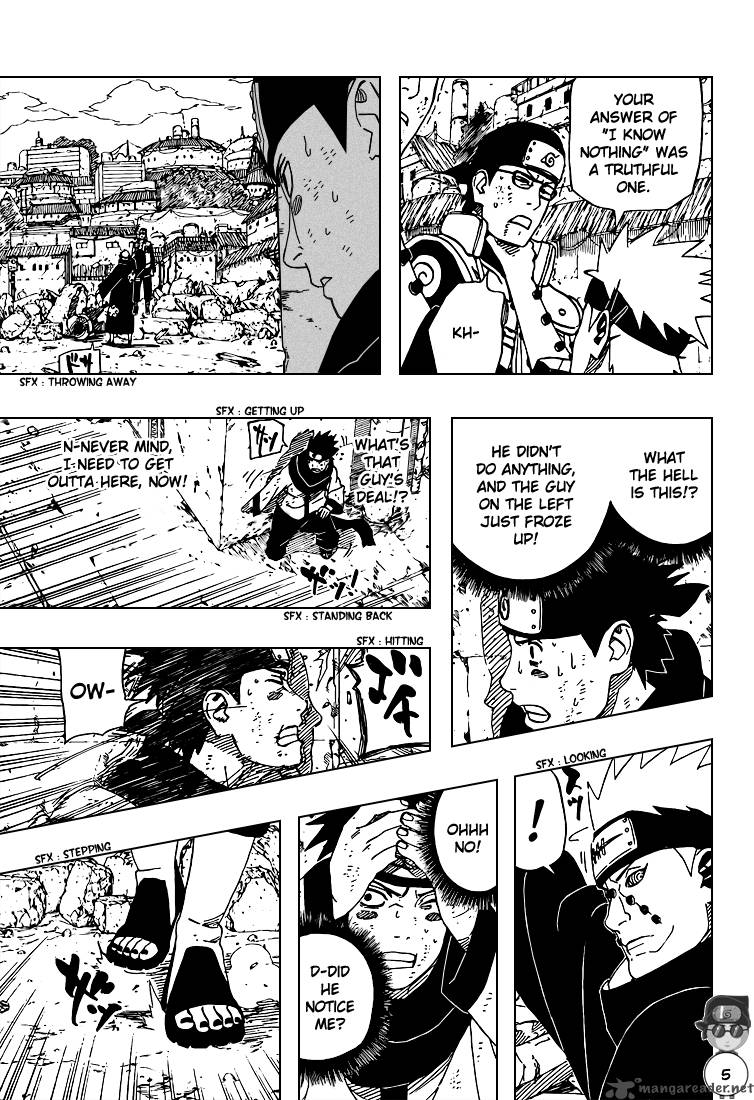 YOUR
ANSWER OF
"I KNOW
NOTHING" WAS
A TRUTHFUL
ONE.
KH-
ドサ
SFX : THROWING AWAY
WHAT
THE HELL
IS THIS!?
HE DIDN'T
DO ANYTHING,
AND THE GUY
ON THE LEFT
JUST FROZE
UP!
SFX : GETTING UP
WHAT'S
THAT
GUY'S
DEAL!?
N-NEVER MIND,
I NEED TO GET
OUTTA HERE, NOW!
SFX : STANDING BACK
SFX : HITTING
OW-
SFX : LOOKING
!
OHHH
NO!
D-DID
HE
NOTICE
ME?
SFX : STEPPING
5
mangareader.net